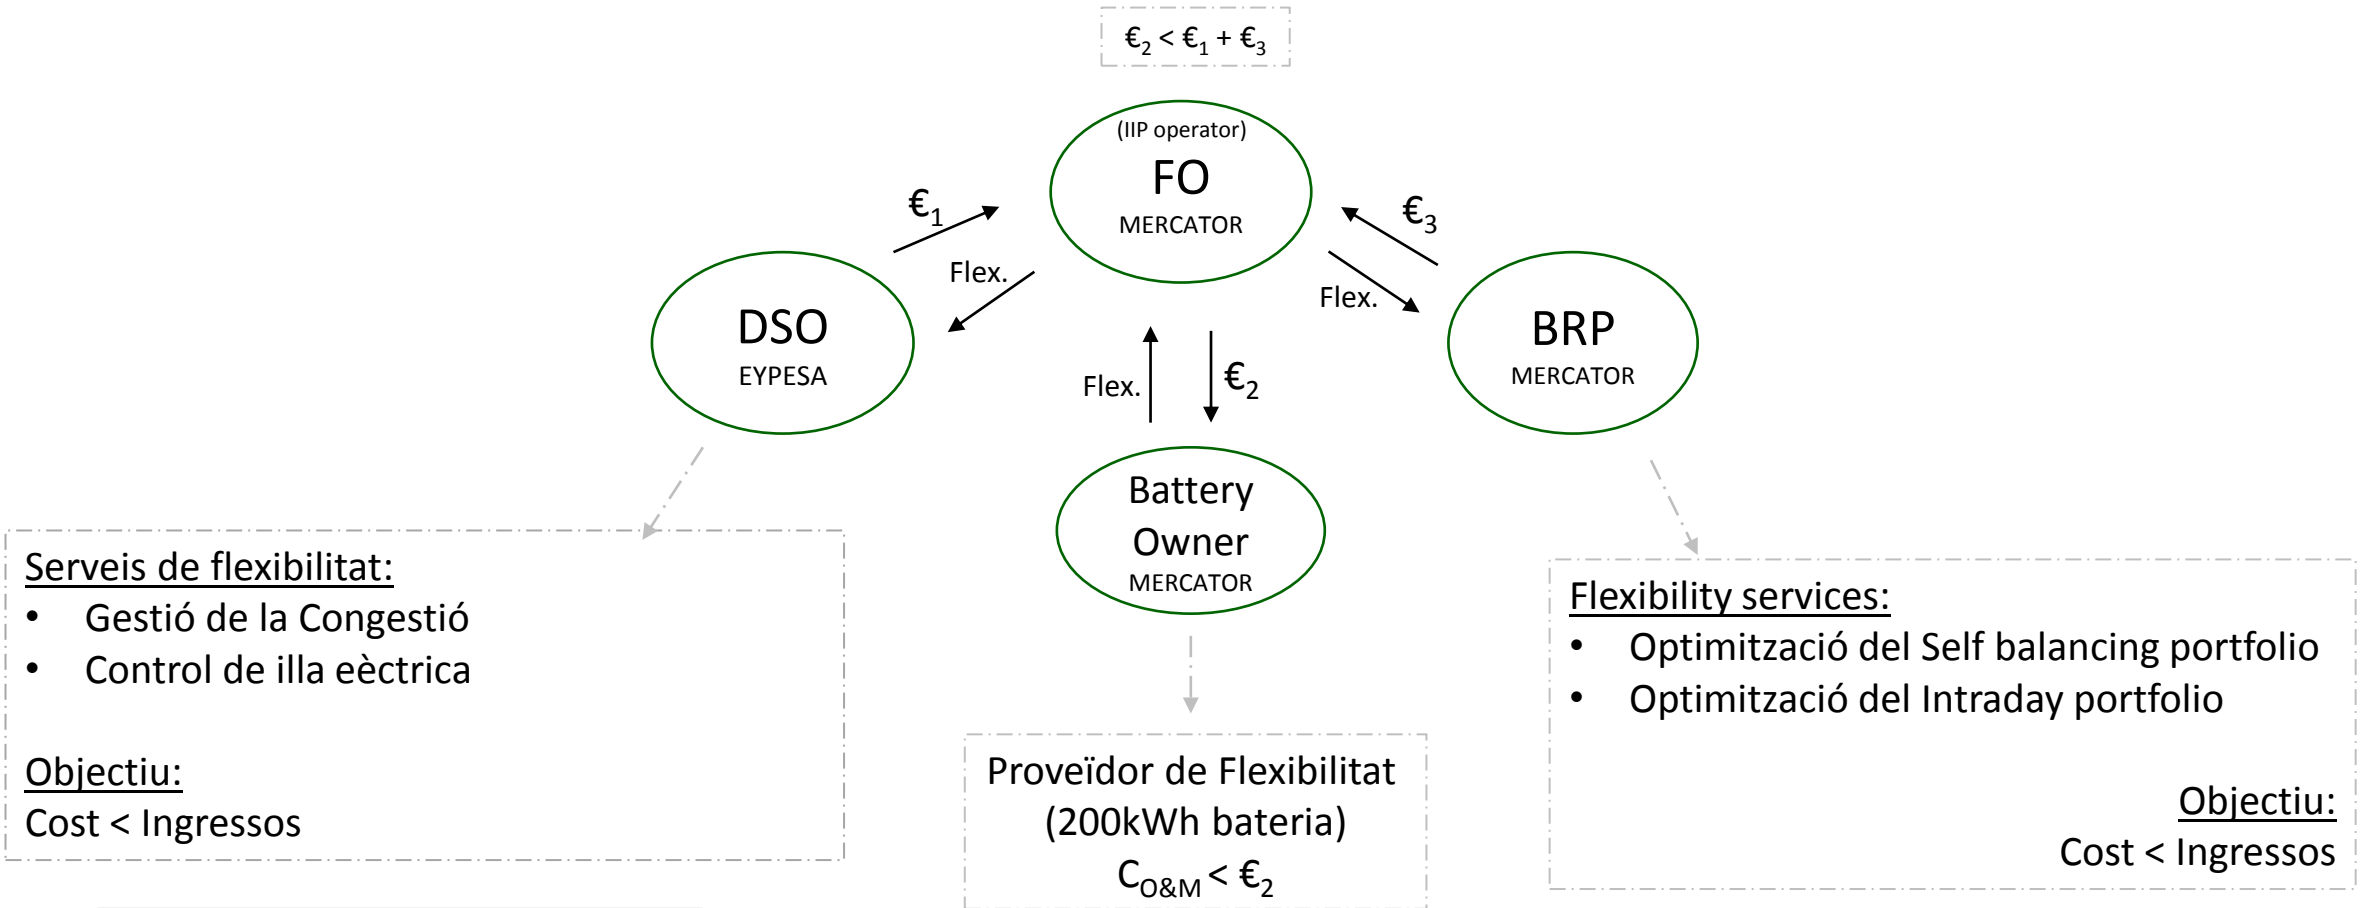 €2 < €1 + €3
(IIP operator)
FO
MERCATOR
€1
Flex.
€3
Flex.
DSO
EYPESA
Flex.
€2
BRP
MERCATOR
Battery
Owner
MERCATOR
Serveis de flexibilitat:
• Gestió de la Congestió
• Control de illa eèctrica
Objectiu:
Cost < Ingressos
Proveïdor de Flexibilitat
(200kWh bateria)
CO&M < €2
Flexibility services:
• Optimització del Self balancing portfolio
• Optimització del Intraday portfolio
Objectiu:
Cost < Ingressos